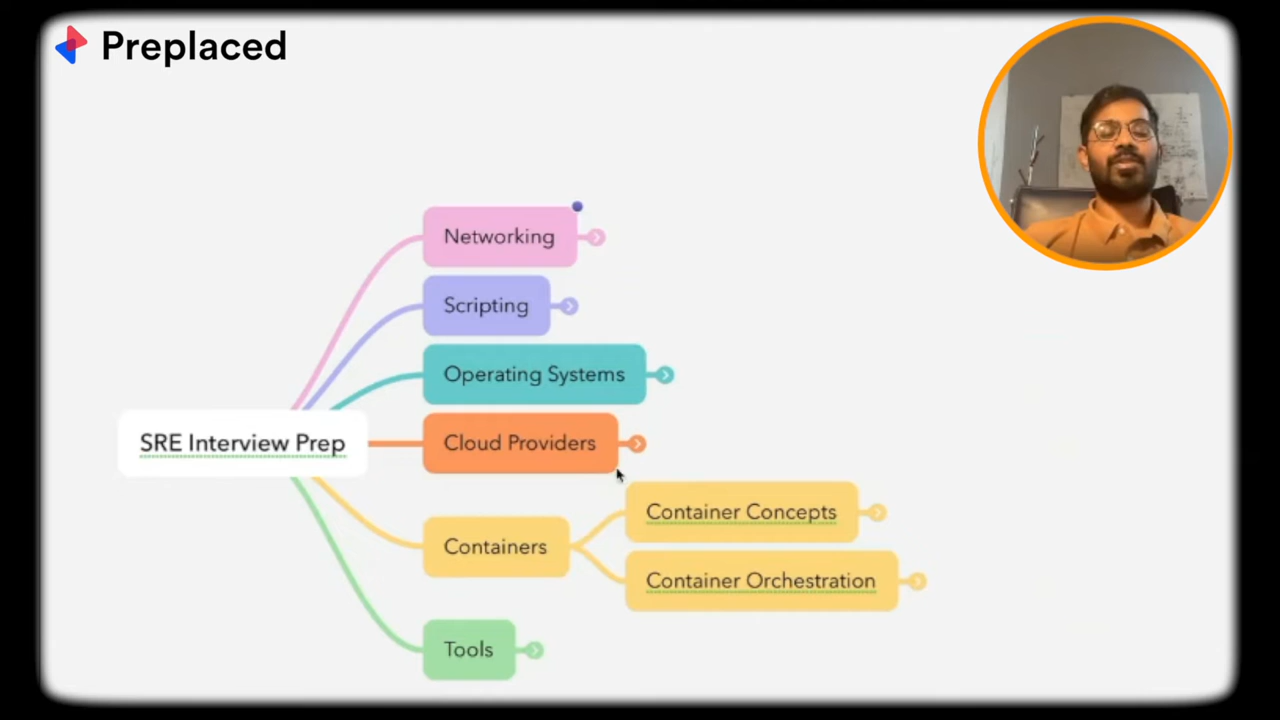 Preplaced
Networking
Scripting
Operating Systems
SRE Interview Prep
Cloud Providers
Container Concepts
Containers
Container Orchestration
Tools